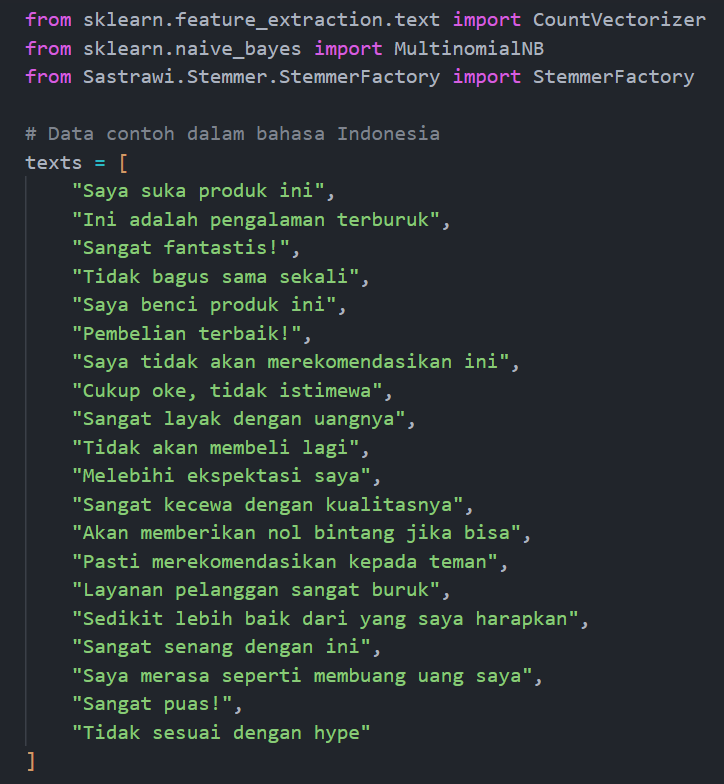 from sklearn.feature_extraction.text import CountVectorizer
from sklearn.naive_bayes import MultinomialNB
from Sastrawi.Stemmer.StemmerFactory import StemmerFactory

# Data contoh dalam bahasa Indonesia
texts = [
    "Saya suka produk ini",
    "Ini adalah pengalaman terburuk",
    "Sangat fantastis!",
    "Tidak bagus sama sekali",
    "Saya benci produk ini",
    "Pembelian terbaik!",
    "Saya tidak akan merekomendasikan ini",
    "Cukup oke, tidak istimewa",
    "Sangat layak dengan uangnya",
    "Tidak akan membeli lagi",
    "Melebihi ekspektasi saya",
    "Sangat kecewa dengan kualitasnya",
    "Akan memberikan nol bintang jika bisa",
    "Pasti merekomendasikan kepada teman",
    "Layanan pelanggan sangat buruk",
    "Sedikit lebih baik dari yang saya harapkan",
    "Sangat senang dengan ini",
    "Saya merasa seperti membuang uang saya",
    "Sangat puas!",
    "Tidak sesuai dengan hype"
]